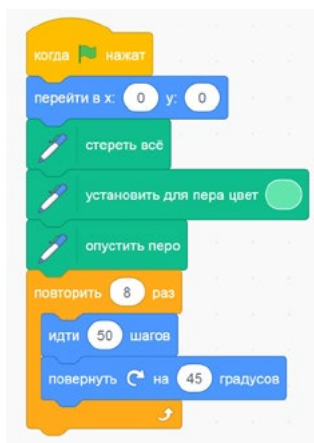 когда нажат
перейти в x: 0 y: 0
стереть всё
установить для пера цвет
опустить перо
повторить 8 раз
идти 50 шагов
повернуть на 45 градусов